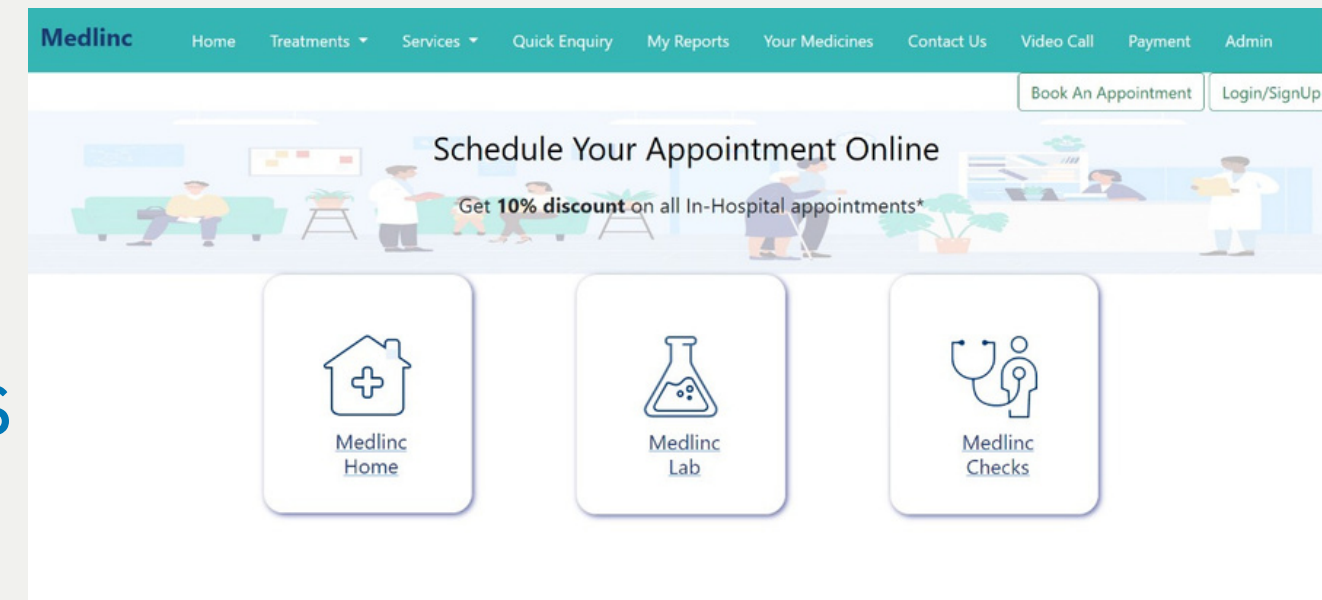 Medlinc Home Treatments Services Quick Enquiry My Reports Your Medicines Contact Us Video Call Payment Admin
Book An Appointment Login/SignUp
Schedule Your Appointment Online
Get 10% discount on all In-Hospital appointments*
s
Medlinc
Home
Medlinc
Lab
Medlinc
Checks